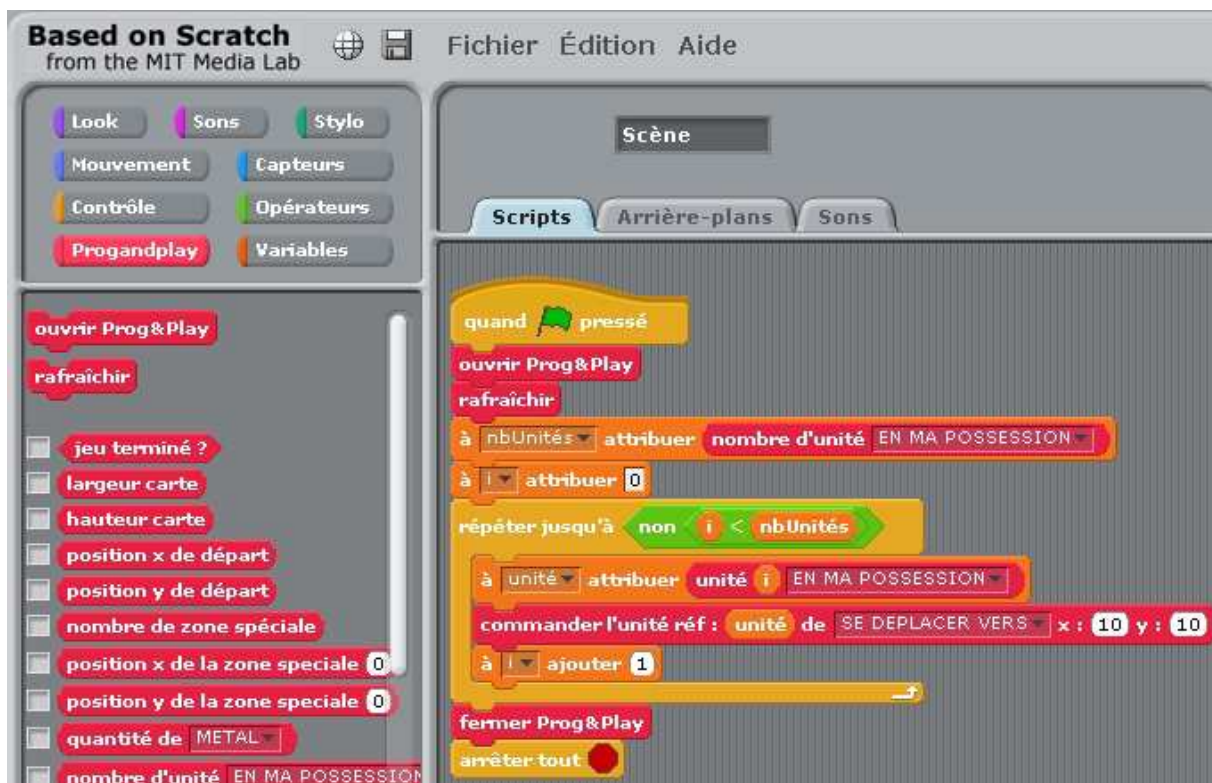 Based on Scratch
from the MIT Media Lab
Fichier Édition Aide
Look Sons Stylo
Mouvement Capteurs
Contrôle Opérateurs
Progandplay Variables
ouvrir Prog&Play
rafraîchir
jeu terminé ?
largeur carte
hauteur carte
position x de départ
position y de départ
nombre de zone spéciale
position x de la zone speciale 0
position y de la zone speciale 0
quantité de METAL
nombre d'unité EN MA POSSESSION
Scène
Scripts Arrière-plans Sons
quand pressé
ouvrir Prog&Play
rafraîchir
à nbUnités attribuer nombre d'unité EN MA POSSESSION
à i attribuer 0
répéter jusqu'à non i < nbUnités
à unité attribuer unité i EN MA POSSESSION
commander l'unité réf : unité de SE DEPLACER VERS x : 10 y : 10
à i ajouter 1
fermer Prog&Play
arrêter tout